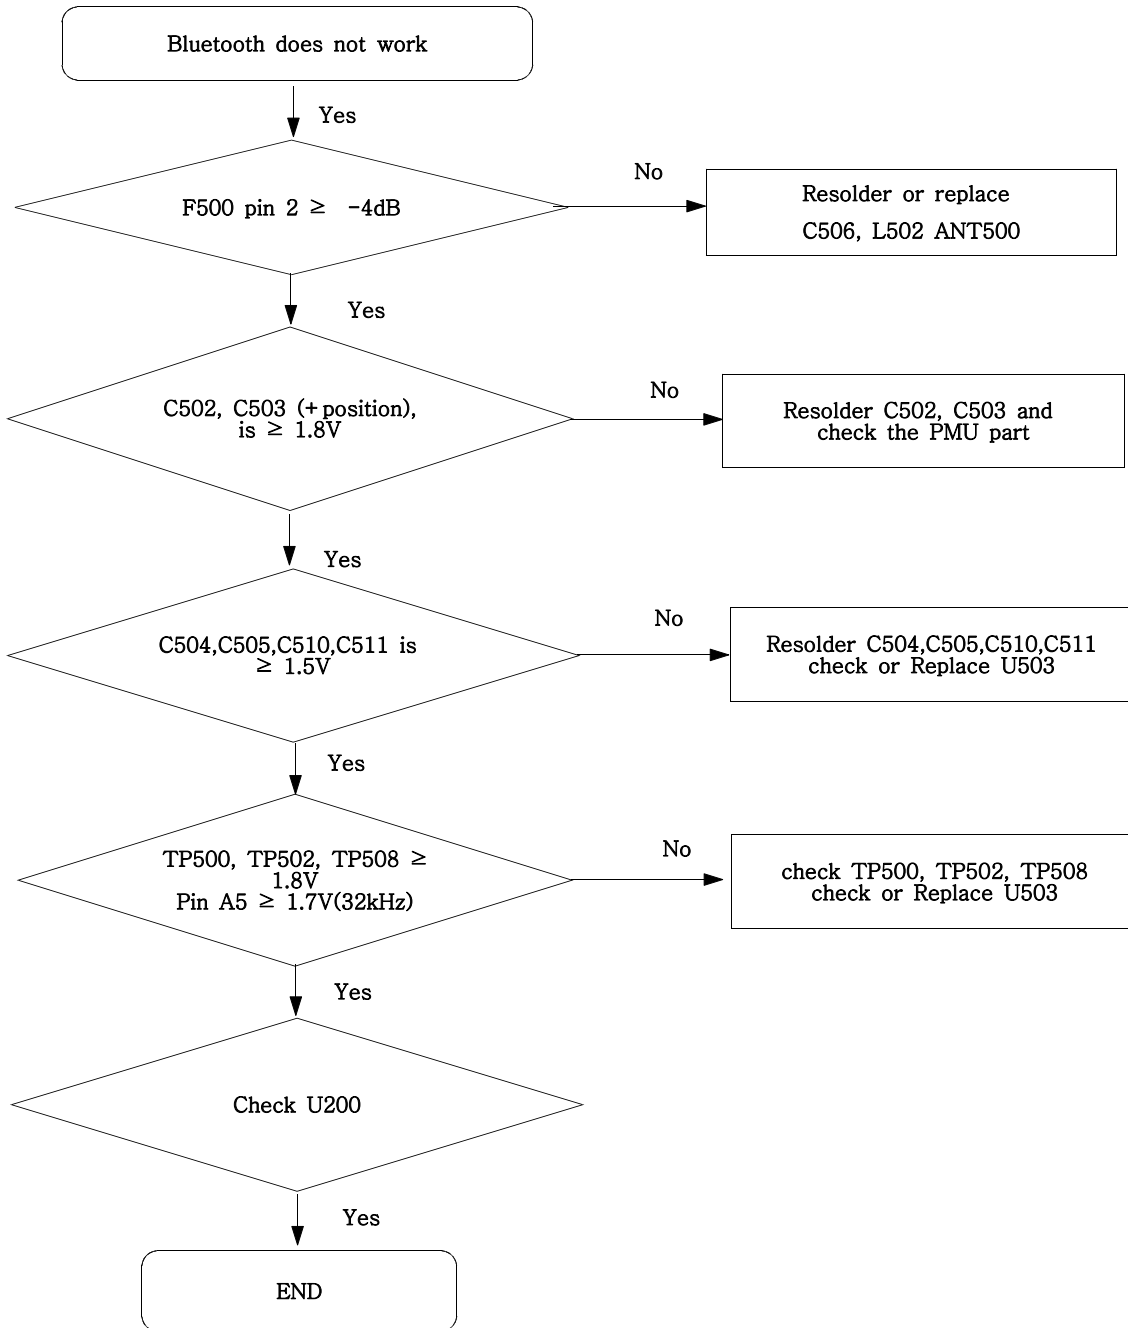 Bluetooth does not work
Yes
F500 pin 2 ≥ -4dB
No
Resolder or replace
C506, L502 ANT500
Yes
C502, C503 (+position),
is ≥ 1.8V
No
Resolder C502, C503 and
check the PMU part
Yes
C504,C505,C510,C511 is
≥ 1.5V
No
Resolder C504,C505,C510,C511
check or Replace U503
Yes
TP500, TP502, TP508 ≥
1.8V
Pin A5 ≥ 1.7V(32kHz)
No
check TP500, TP502, TP508
check or Replace U503
Yes
Check U200
Yes
END